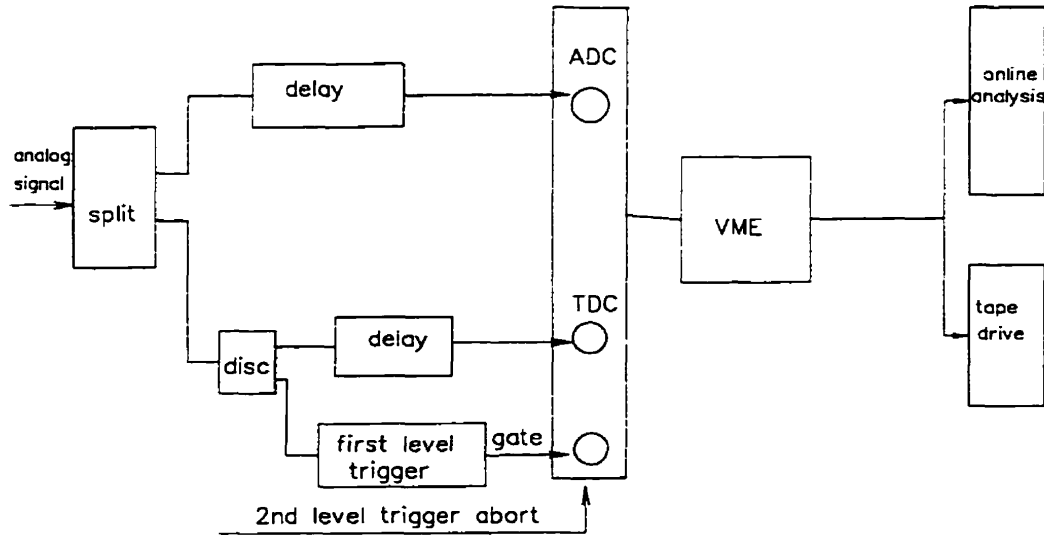 analog
signal
split
delay
disc
delay
first level
trigger
gate
2nd level trigger abort
ADC
TDC
VME
online
analysis
tape
drive